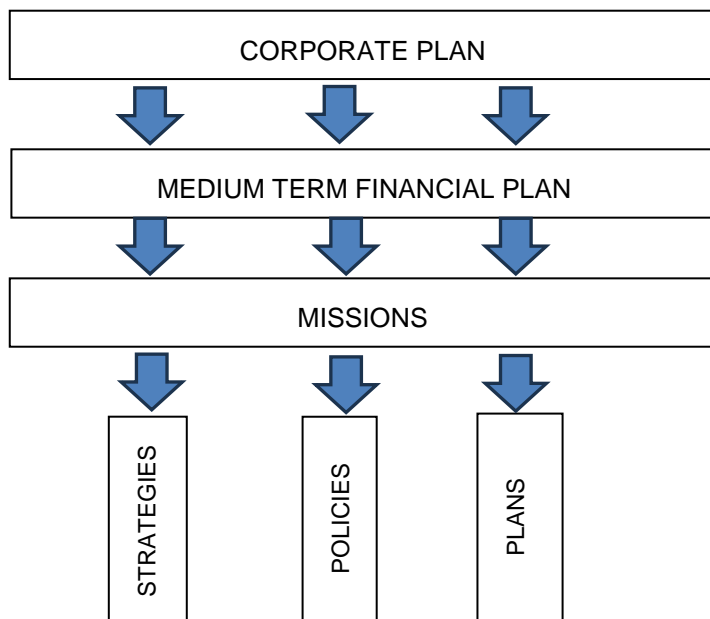 CORPORATE PLAN
MEDIUM TERM FINANCIAL PLAN
MISSIONS
STRATEGIES
POLICIES
PLANS